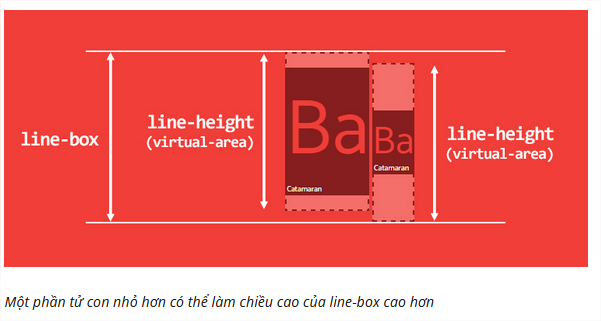 line-box
line-height
(virtual-area)
Ba
Catamaran
Ba
Catamaran
line-height
(virtual-area)
Một phần tử con nhỏ hơn có thể làm chiều cao của line-box cao hơn